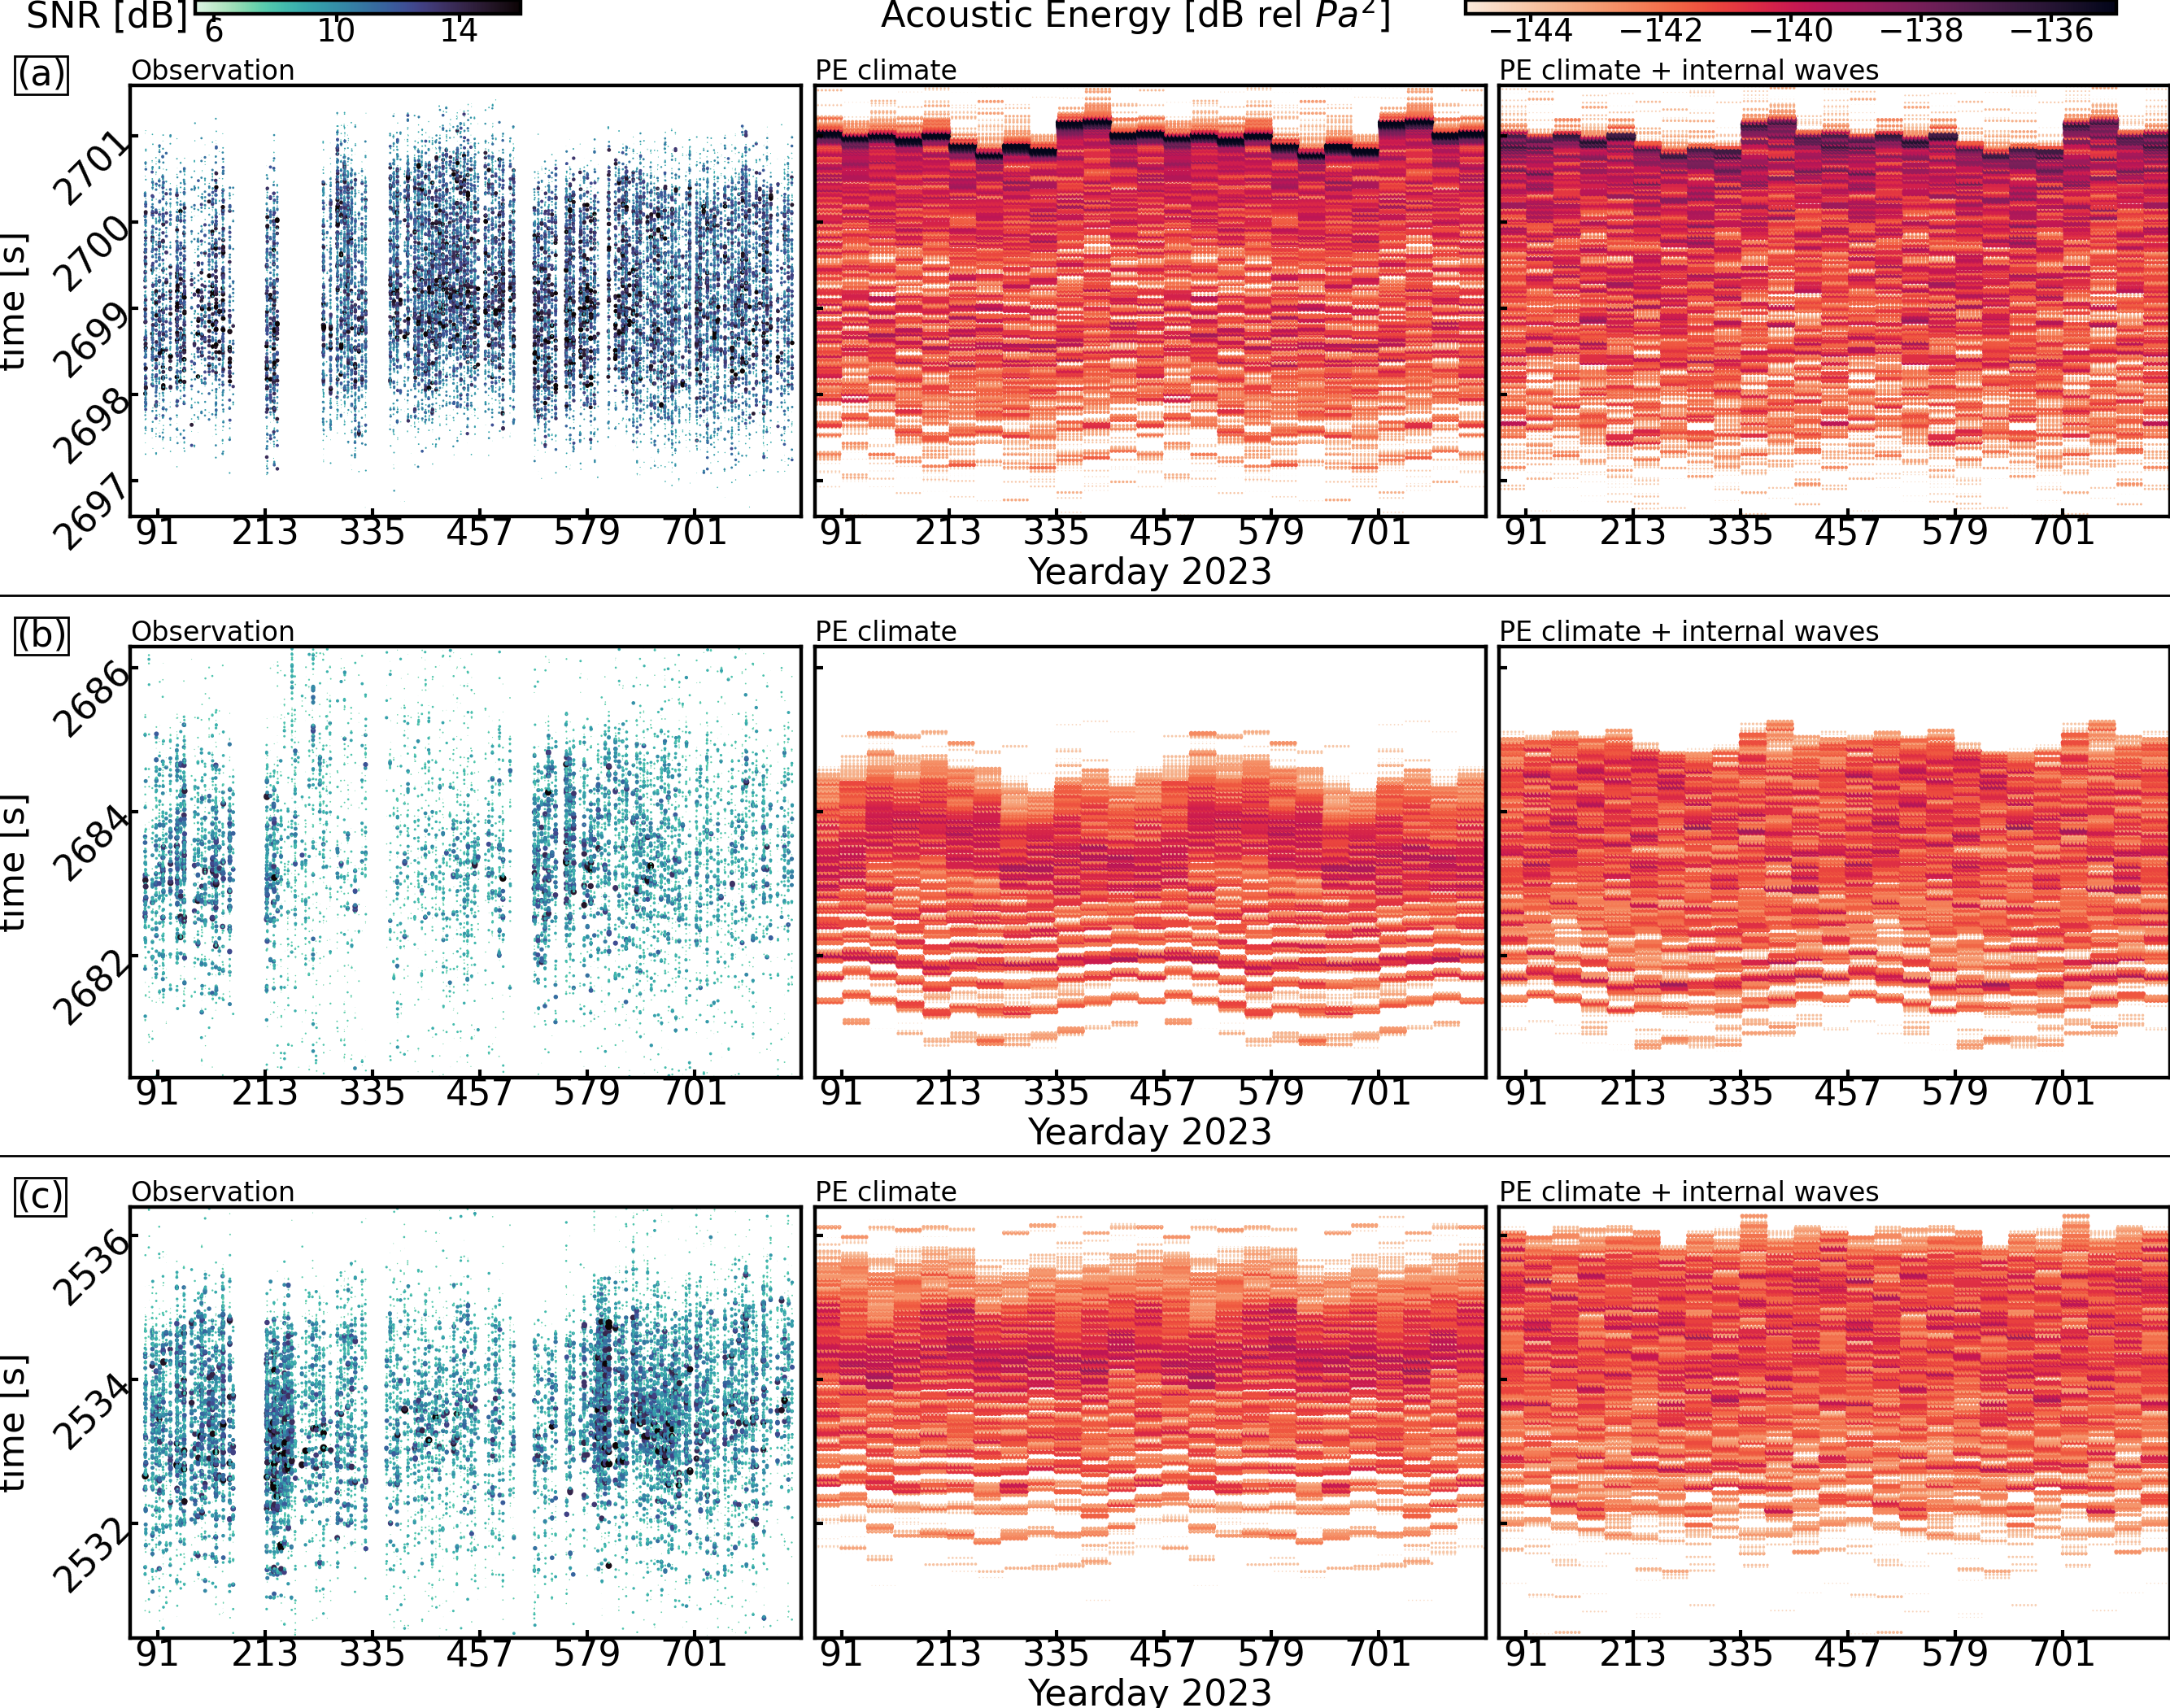 SNR [dB]
6 10 14
Acoustic Energy [dB rel Pa²]
−144 −142 −140 −138 −136
(a)
Observation
PE climate
PE climate + internal waves
time [s]
2701
2700
2699
2698
2697
91 213 335 457 579 701
91 213 335 457 579 701
91 213 335 457 579 701
Yearday 2023
(b)
Observation
PE climate
PE climate + internal waves
time [s]
2686
2684
2682
91 213 335 457 579 701
91 213 335 457 579 701
91 213 335 457 579 701
Yearday 2023
(c)
Observation
PE climate
PE climate + internal waves
time [s]
2536
2534
2532
91 213 335 457 579 701
91 213 335 457 579 701
91 213 335 457 579 701
Yearday 2023